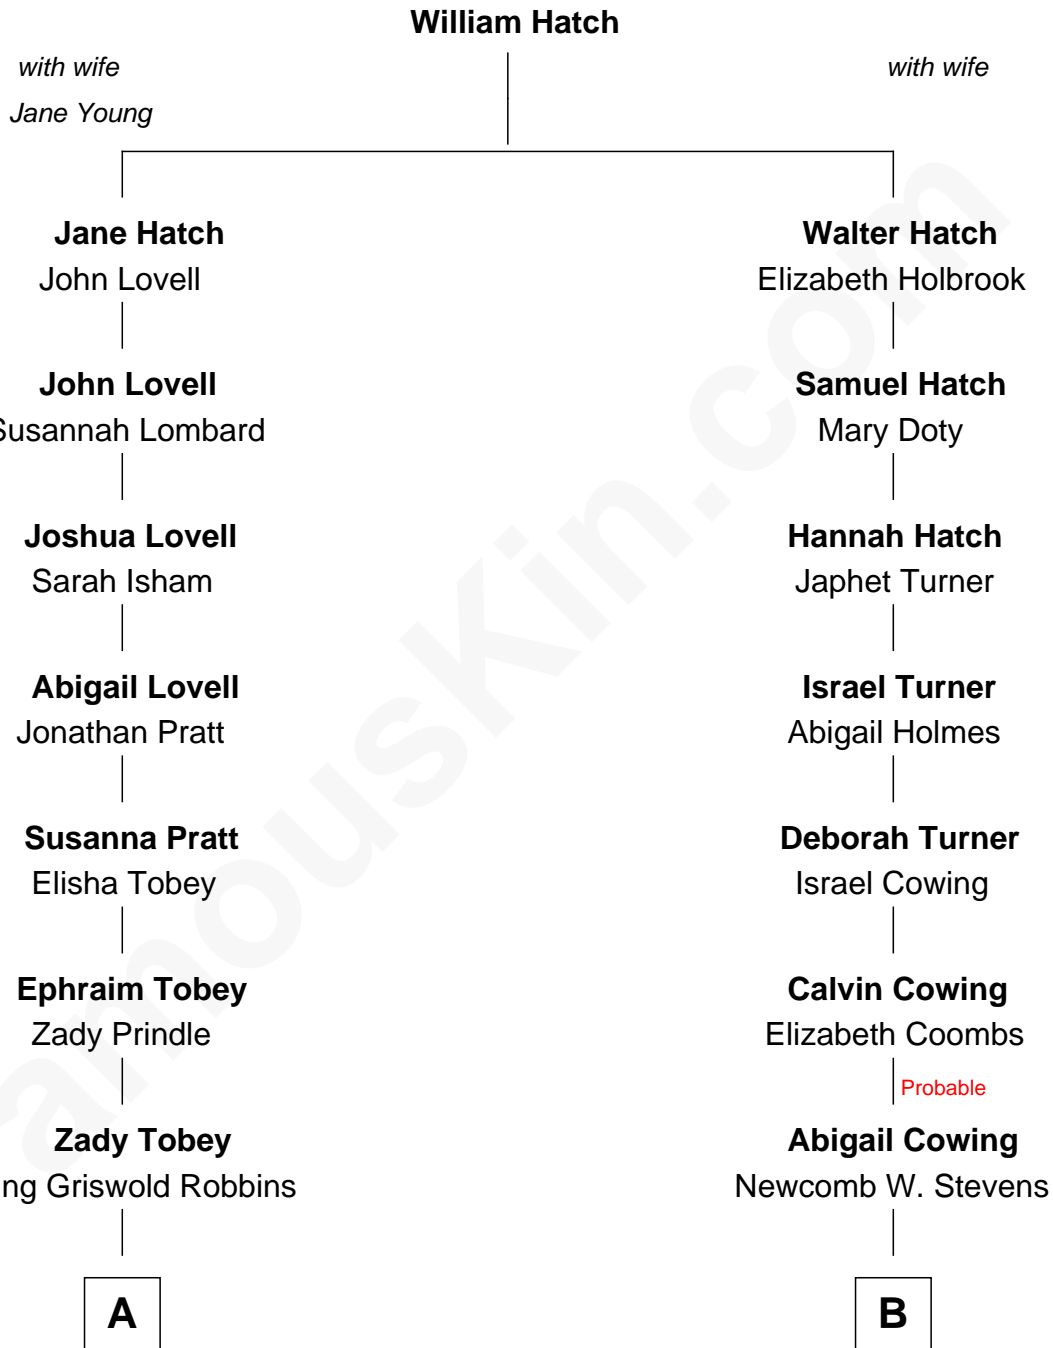 William Hatch
with wife
Jane Young
with wife
Jane Hatch
John Lovell
Walter Hatch
Elizabeth Holbrook
John Lovell
Susannah Lombard
Samuel Hatch
Mary Doty
Joshua Lovell
Sarah Isham
Hannah Hatch
Japhet Turner
Abigail Lovell
Jonathan Pratt
Israel Turner
Abigail Holmes
Susanna Pratt
Elisha Tobey
Deborah Turner
Israel Cowing
Ephraim Tobey
Zady Prindle
Calvin Cowing
Elizabeth Coombs
Probable
Zady Tobey
Griswold Robbins
Abigail Cowing
Newcomb W. Stevens
A
B
amouskin.com